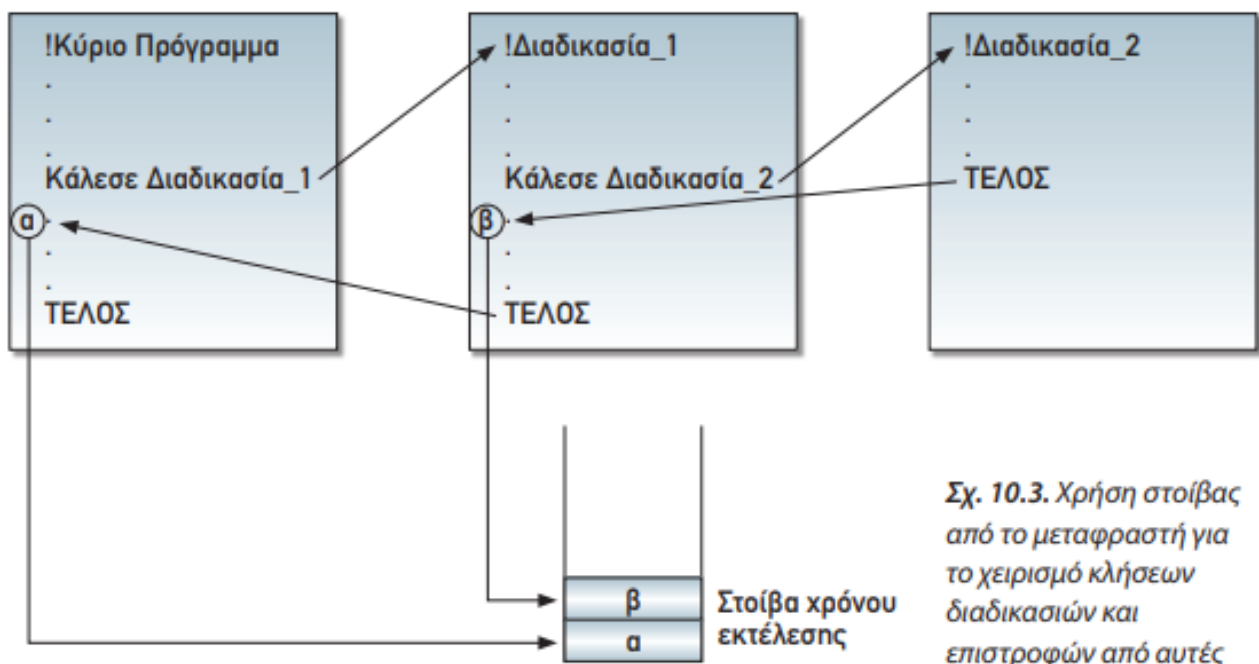 !Κύριο Πρόγραμμα
.
.
.
Κάλεσε Διαδικασία_1
α .
.
.
ΤΕΛΟΣ
!Διαδικασία_1
.
.
.
Κάλεσε Διαδικασία_2
β .
.
.
ΤΕΛΟΣ
!Διαδικασία_2
.
.
.
ΤΕΛΟΣ
β
α
Στοίβα χρόνου
εκτέλεσης
Σχ. 10.3. Χρήση στοίβας
από το μεταφραστή για
το χειρισμό κλήσεων
διαδικασιών και
επιστροφών από αυτές